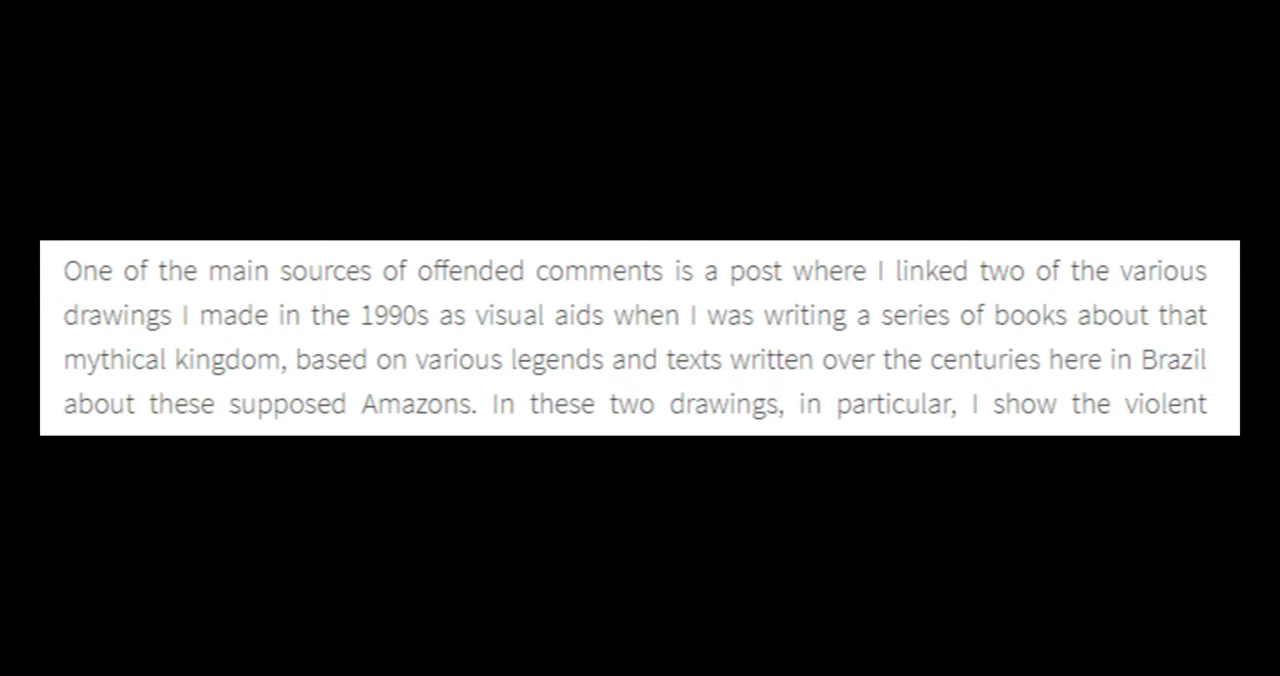 One of the main sources of offended comments is a post where I linked two of the various
drawings I made in the 1990s as visual aids when I was writing a series of books about that
mythical kingdom, based on various legends and texts written over the centuries here in Brazil
about these supposed Amazons. In these two drawings, in particular, I show the violent